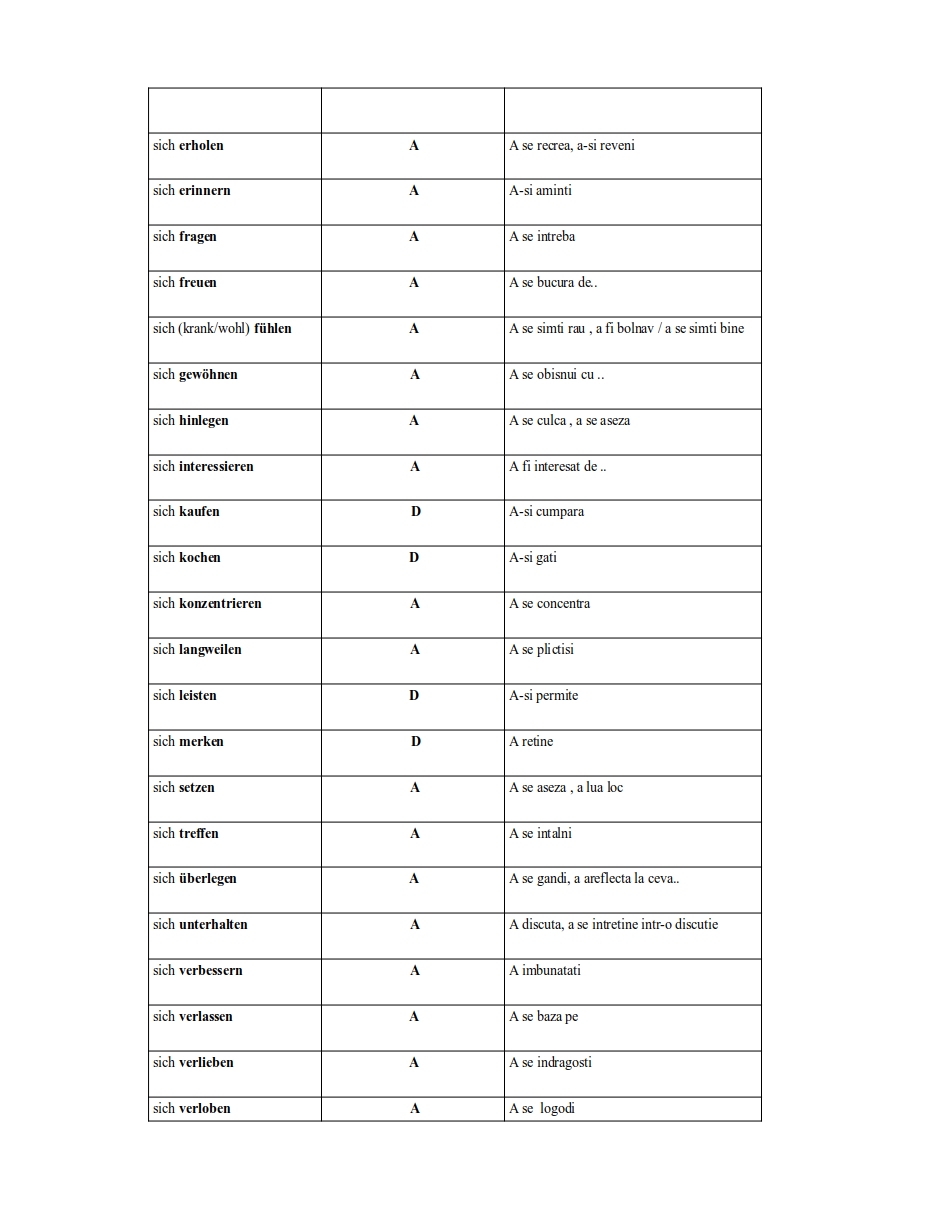 sich erholen A A se recrea, a-si reveni
sich erinnern A A-si aminti
sich fragen A A se intreba
sich freuen A A se bucura de..
sich (krank/wohl) fühlen A A se simti rau , a fi bolnav / a se simti bine
sich gewöhnen A A se obisnui cu ..
sich hinlegen A A se culca , a se aseza
sich interessieren A A fi interesat de ..
sich kaufen D A-si cumpara
sich kochen D A-si gati
sich konzentrieren A A se concentra
sich langweilen A A se plictisi
sich leisten D A-si permite
sich merken D A retine
sich setzen A A se aseza , a lua loc
sich treffen A A se intalni
sich überlegen A A se gandi, a areflecta la ceva..
sich unterhalten A A discuta, a se intretine intr-o discutie
sich verbessern A A imbunatati
sich verlassen A A se baza pe
sich verlieben A A se indragosti
sich verloben A A se logodi